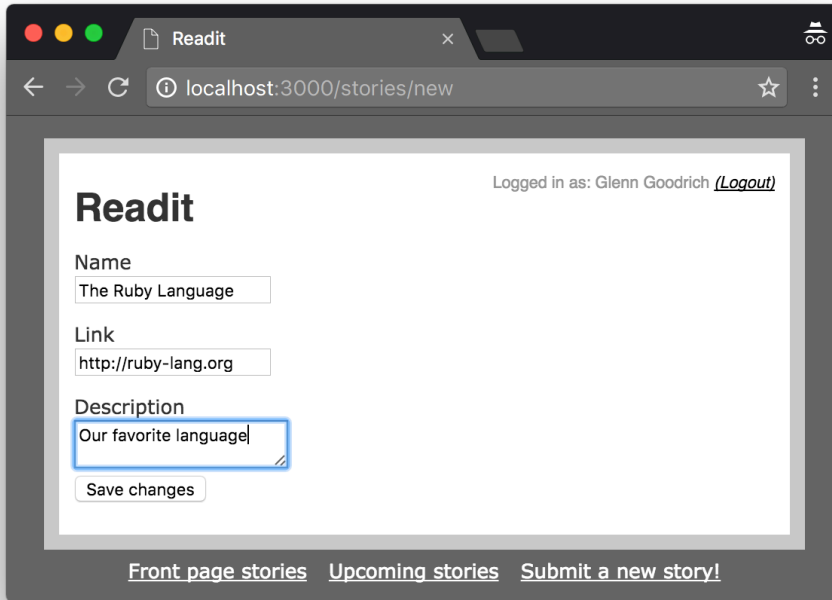 Readit
localhost:3000/stories/new
Logged in as: Glenn Goodrich (Logout)
Readit
Name
The Ruby Language
Link
http://ruby-lang.org
Description
Our favorite language
Save changes
Front page stories Upcoming stories Submit a new story!